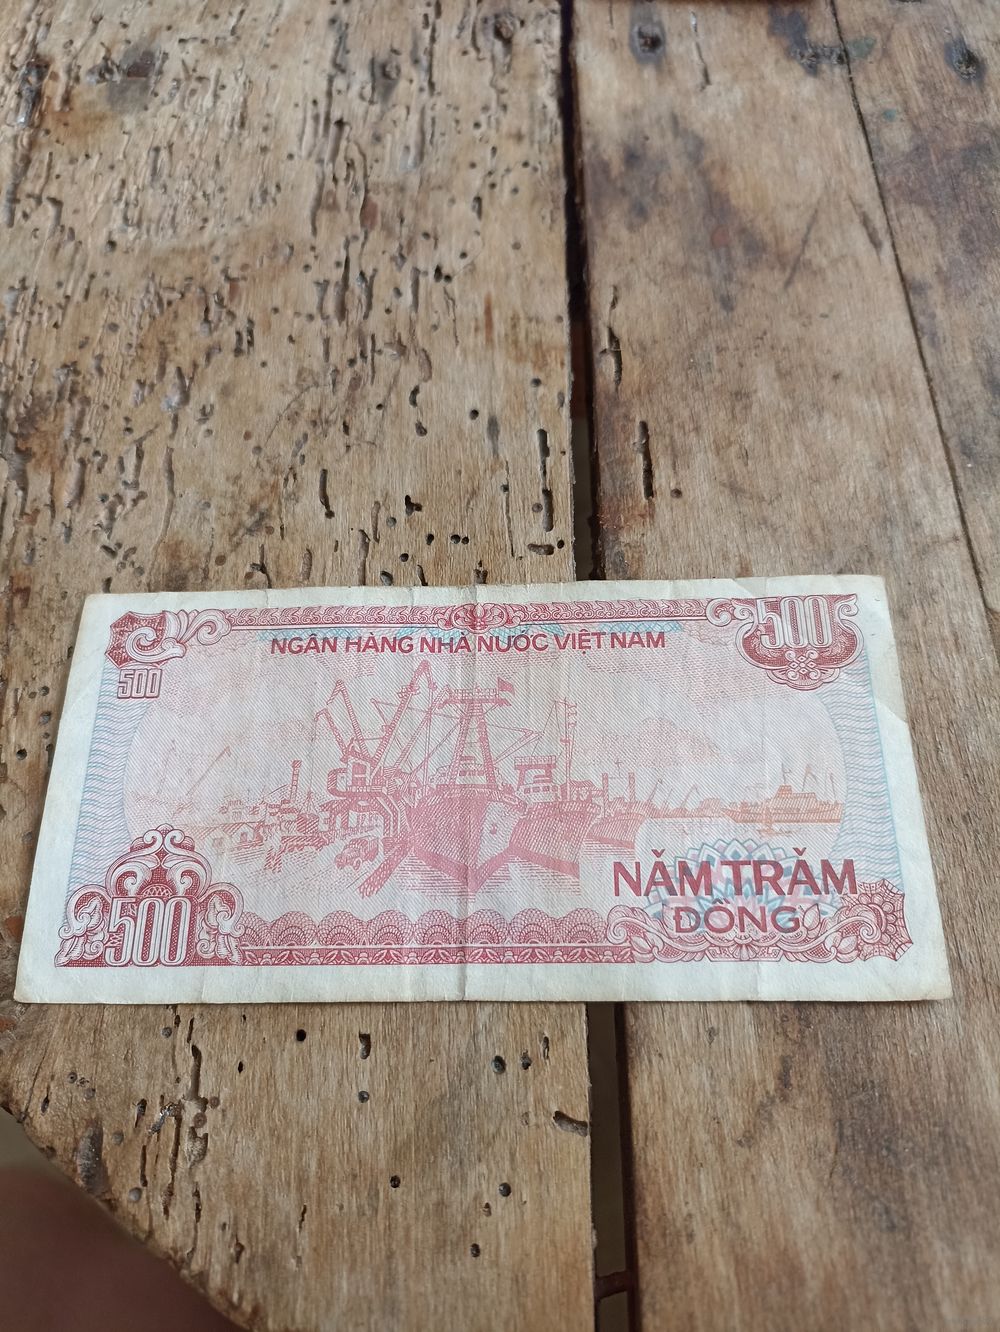 500
NGÂN HÀNG NHÀ NƯỚC VIỆT NAM
500
NĂM TRĂM
ĐỒNG
500